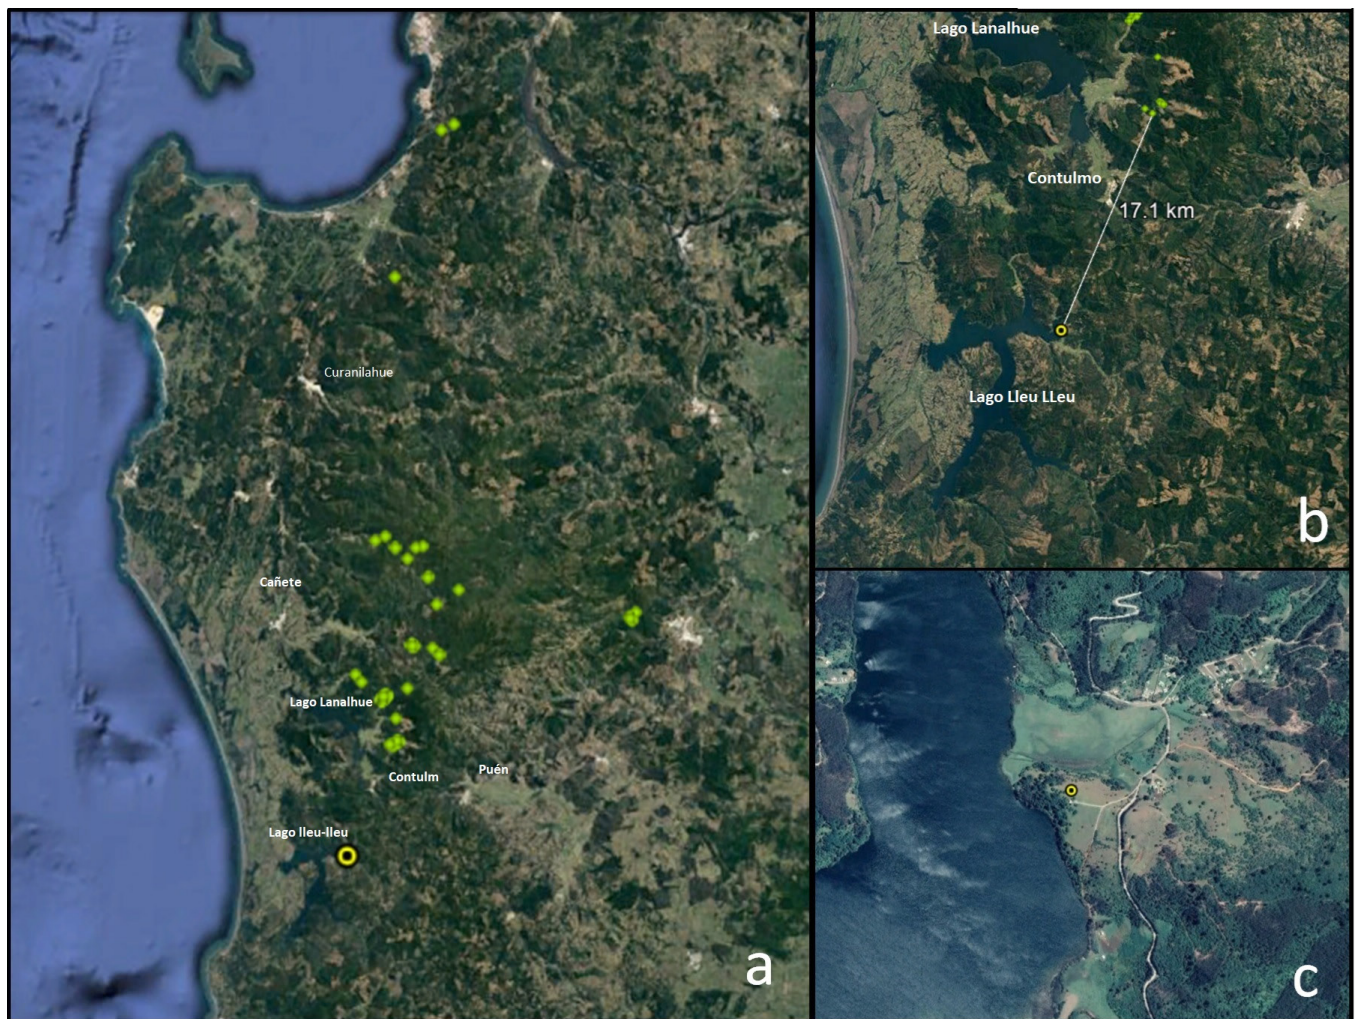 Curanilahue
Cañete
Lago Lanalhue
Contulm
Puén
Lago lleu-lleu
a
Lago Lanalhue
Contulmo
17.1 km
Lago Lleu LLeu
b
c